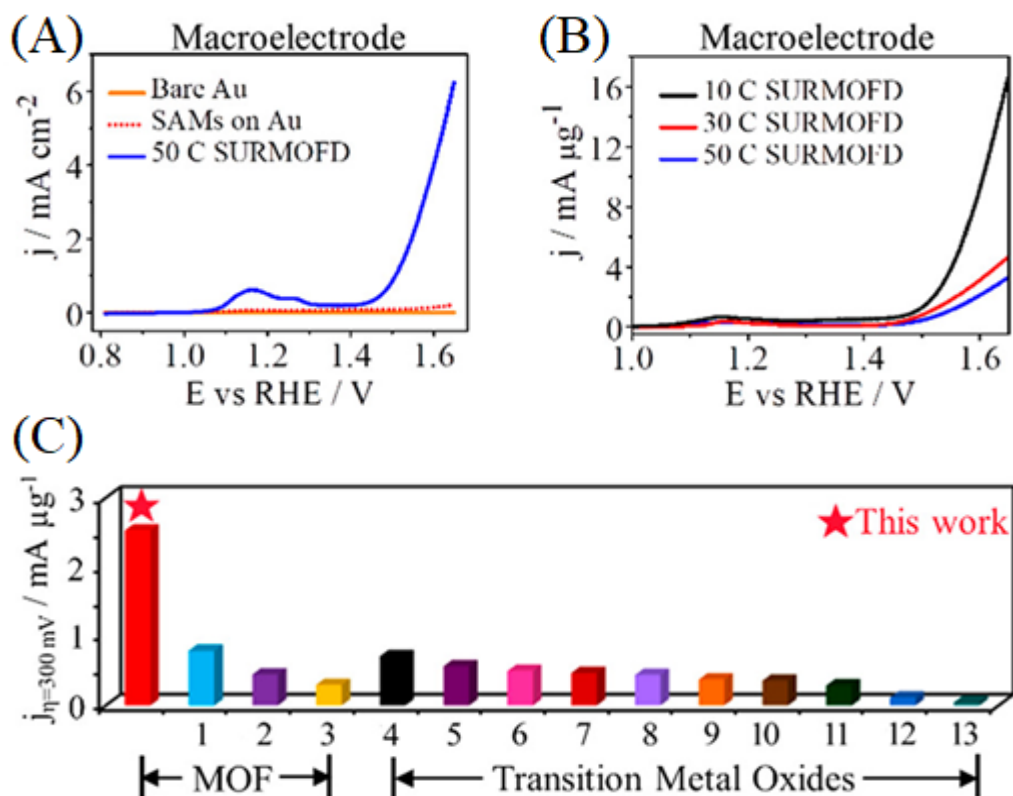 (A)
Macroelectrode
Bare Au
SAMs on Au
50 C SURMOFD
j / mA cm-2
6
4
2
0
0.8 1.0 1.2 1.4 1.6
E vs RHE / V
(B)
Macroelectrode
10 C SURMOFD
30 C SURMOFD
50 C SURMOFD
j / mA μg-1
16
12
8
4
0
1.0 1.2 1.4 1.6
E vs RHE / V
(C)
This work
jη=300 mV / mA μg-1
3
2
1
0
1 2 3 4 5 6 7 8 9 10 11 12 13
MOF Transition Metal Oxides